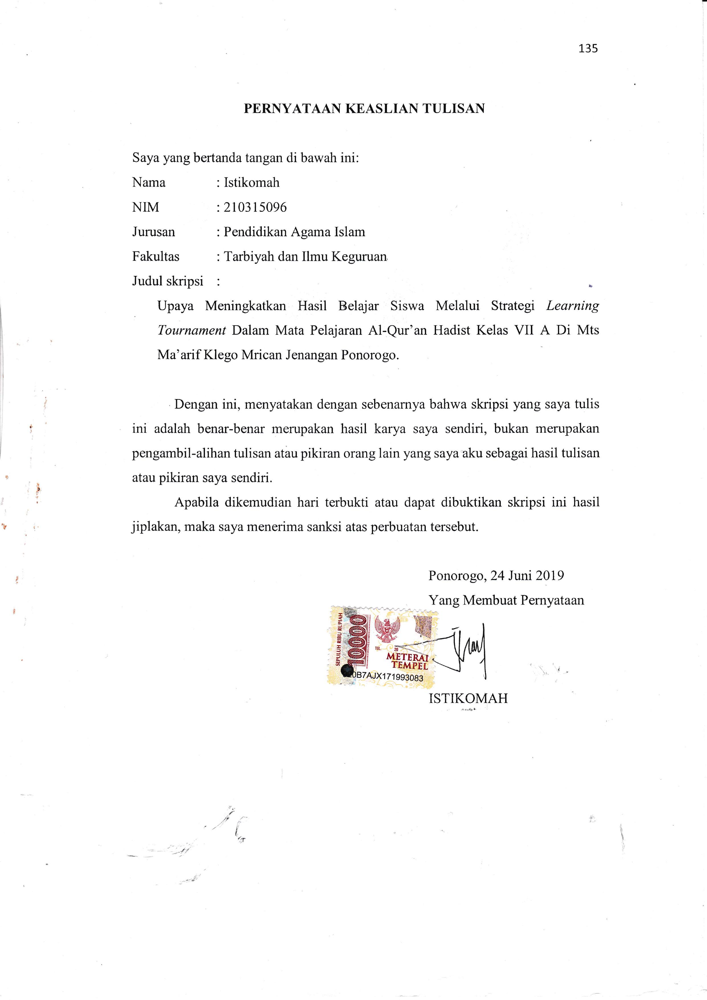 135
PERNYATAAN KEASLIAN TULISAN
Saya yang bertanda tangan di bawah ini:
Nama : Istikomah
NIM : 210315096
Jurusan : Pendidikan Agama Islam
Fakultas : Tarbiyah dan Ilmu Keguruan
Judul skripsi :
Upaya Meningkatkan Hasil Belajar Siswa Melalui Strategi Learning
Tournament Dalam Mata Pelajaran Al-Qur’an Hadist Kelas VII A Di Mts
Ma’arif Klego Mrican Jenangan Ponorogo.
Dengan ini, menyatakan dengan sebenarnya bahwa skripsi yang saya tulis
ini adalah benar-benar merupakan hasil karya saya sendiri, bukan merupakan
pengambil-alihan tulisan atau pikiran orang lain yang saya aku sebagai hasil tulisan
atau pikiran saya sendiri.
Apabila dikemudian hari terbukti atau dapat dibuktikan skripsi ini hasil
jiplakan, maka saya menerima sanksi atas perbuatan tersebut.
Ponorogo, 24 Juni 2019
Yang Membuat Pernyataan
SEPULUH RIBU RUPIAH
10000
TGL. 20
METERAI
TEMPEL
0B7AJX171993083
ISTIKOMAH